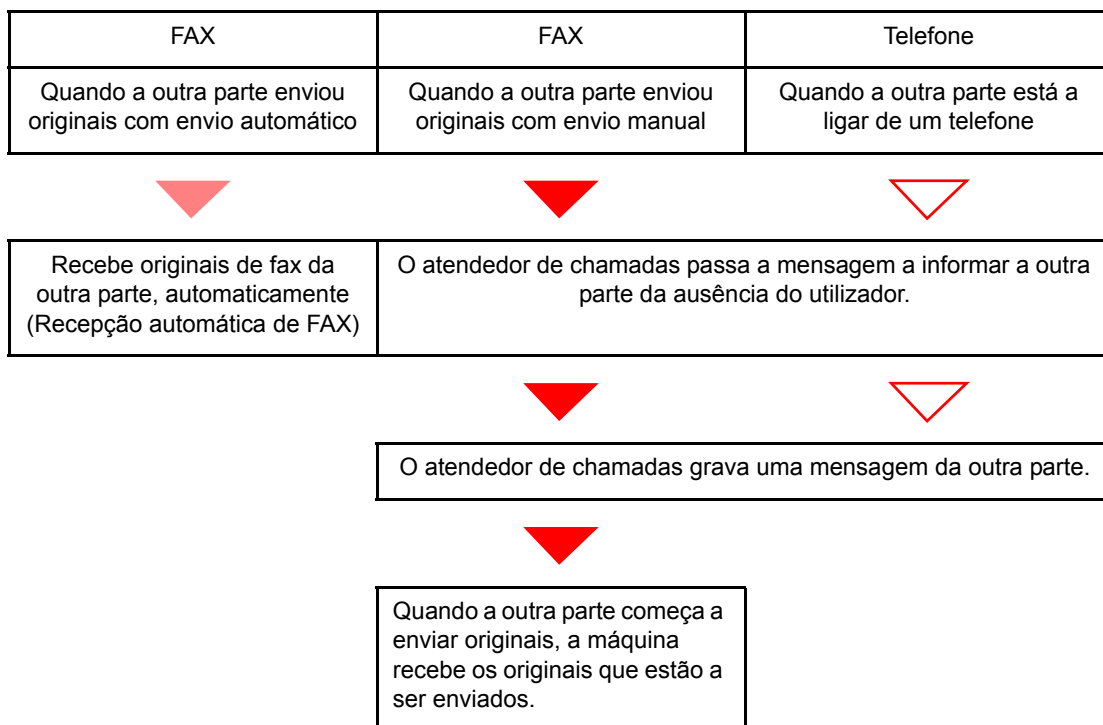 FAX
FAX
Telefone
Quando a outra parte enviou
originais com envio automático
Quando a outra parte enviou
originais com envio manual
Quando a outra parte está a
ligar de um telefone
Recebe originais de fax da
outra parte, automaticamente
(Recepção automática de FAX)
O atendedor de chamadas passa a mensagem a informar a outra
parte da ausência do utilizador.
O atendedor de chamadas grava uma mensagem da outra parte.
Quando a outra parte começa a
enviar originais, a máquina
recebe os originais que estão a
ser enviados.